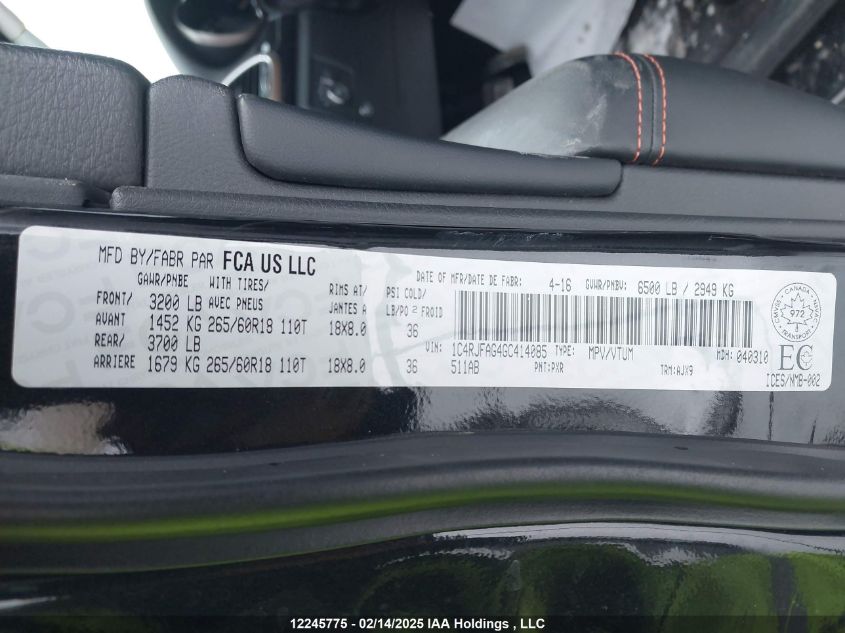 MFD BY/FABR PAR FCA US LLC
DATE OF MFR/DATE DE FABR: 4-16 GVWR/PNBV: 6500 LB / 2949 KG
GAWR/PNBE WITH TIRES/ RIMS AT/ PSI COLD/
FRONT/ 3200 LB AVEC PNEUS JANTES A LB/PO² FROID
AVANT 1452 KG 265/60R18 110T 18X8.0 36
REAR/ 3700 LB
ARRIERE 1679 KG 265/60R18 110T 18X8.0 36
VIN: 1C4RJFAG4GC414085 TYPE: MPV/VTUM MDH: 040310
511AB PNT:PXR TRM:AJX9
CANADA
972
EC
ICES/NMB-002
12245775 - 02/14/2025 IAA Holdings , LLC